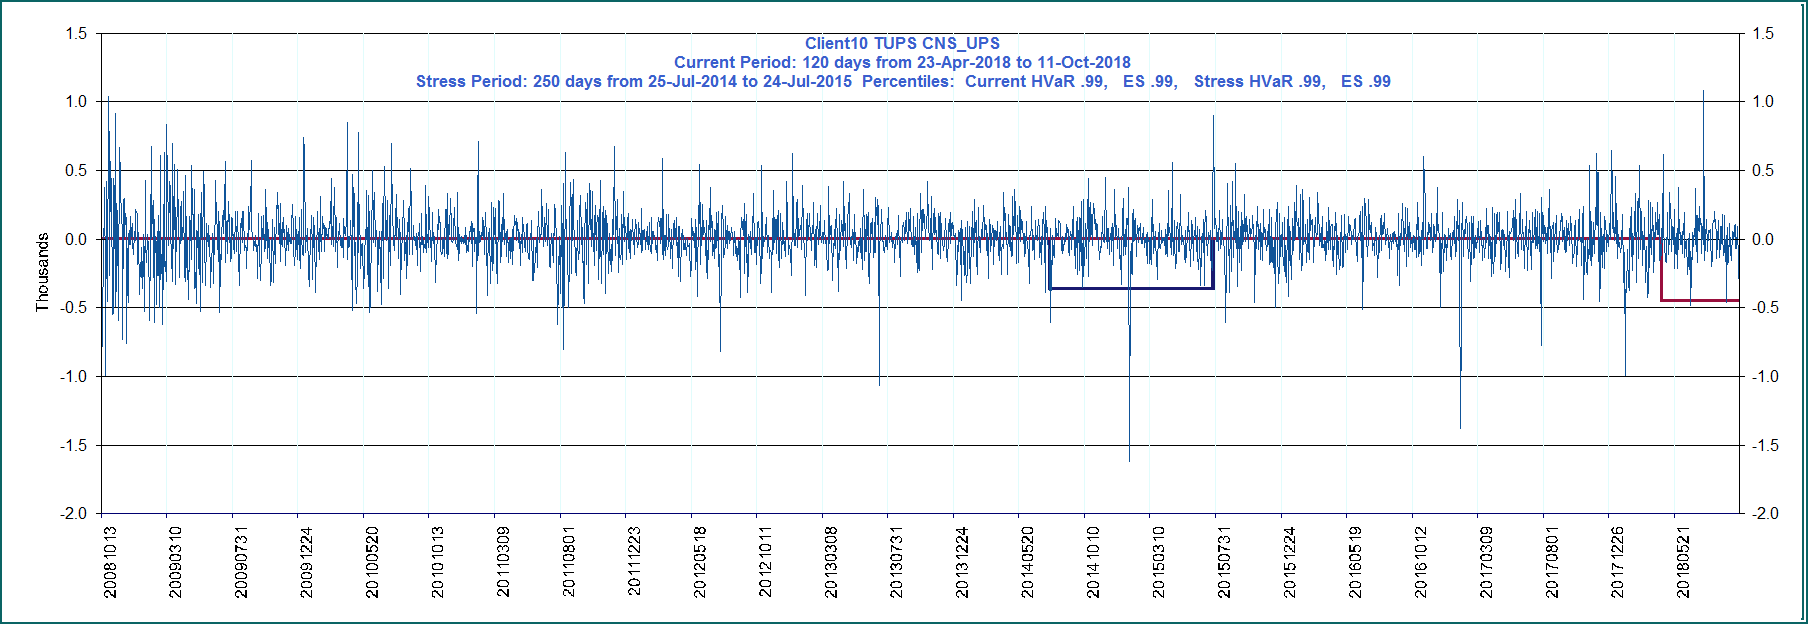 Client10 TUPS CNS_UPS
Current Period: 120 days from 23-Apr-2018 to 11-Oct-2018
Stress Period: 250 days from 25-Jul-2014 to 24-Jul-2015 Percentiles: Current HVaR .99, ES .99, Stress HVaR .99, ES .99
1.5 1.5
1.0 1.0
0.5 0.5
0.0 0.0
-0.5 -0.5
-1.0 -1.0
-1.5 -1.5
-2.0 -2.0
Thousands
20081013 20090310 20090731 20091224 20100520 20101013 20110309 20110801 20111223 20120518 20121011 20130308 20130731 20131224 20140520 20141010 20150310 20150731 20151224 20160519 20161012 20170309 20170801 20171226 20180521